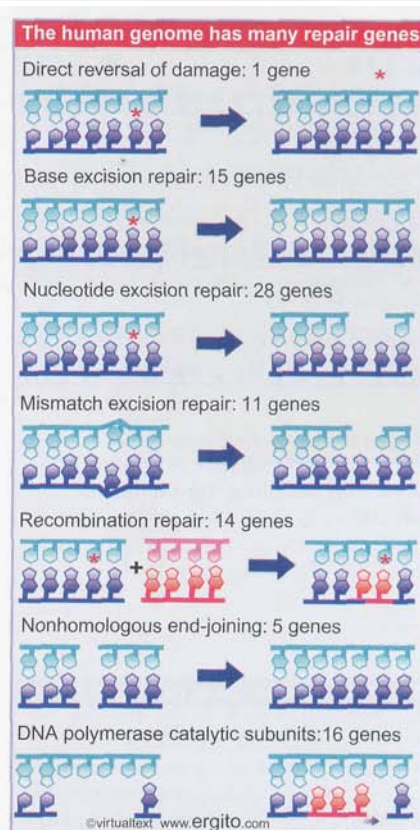 The human genome has many repair genes
Direct reversal of damage: 1 gene
*
*
Base excision repair: 15 genes
*
Nucleotide excision repair: 28 genes
*
Mismatch excision repair: 11 genes
Recombination repair: 14 genes
* + *
Nonhomologous end-joining: 5 genes
DNA polymerase catalytic subunits:16 genes
©virtualtext www.ergito.com